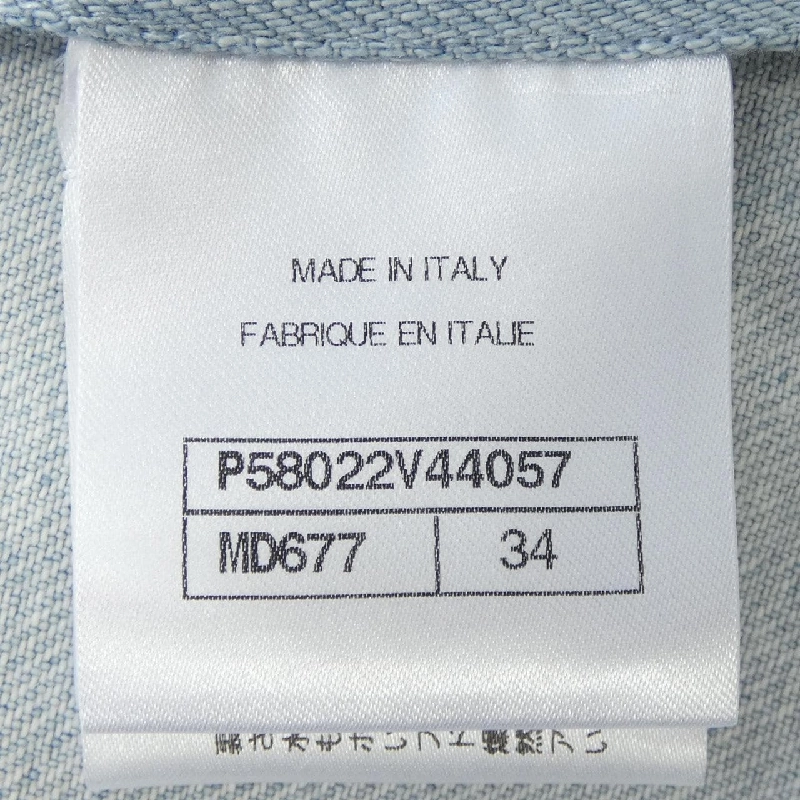 MADE IN ITALY
FABRIQUE EN ITALIE
P58022V44057
MD677 34